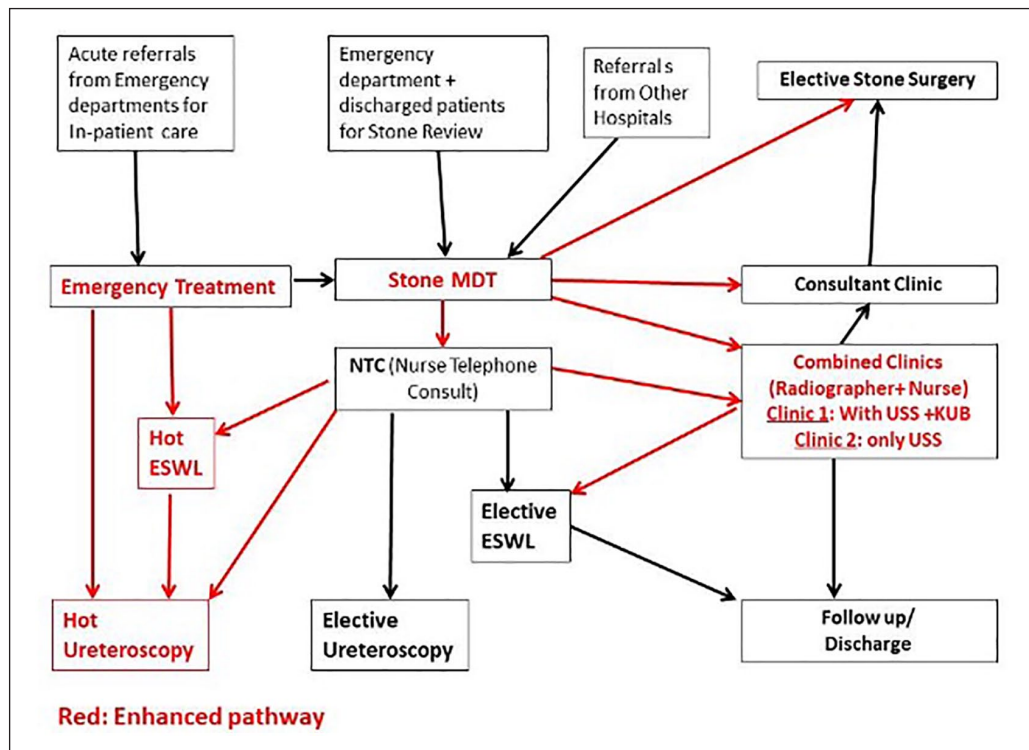 Acute referrals
from Emergency
departments for
In-patient care
Emergency
department +
discharged patients
for Stone Review
Referrals
from Other
Hospitals
Elective Stone Surgery
Emergency Treatment
Stone MDT
Consultant Clinic
NTC (Nurse Telephone
Consult)
Combined Clinics
(Radiographer+ Nurse)
Clinic 1: With USS +KUB
Clinic 2: only USS
Hot
ESWL
Elective
ESWL
Hot
Ureteroscopy
Elective
Ureteroscopy
Follow up/
Discharge
Red: Enhanced pathway